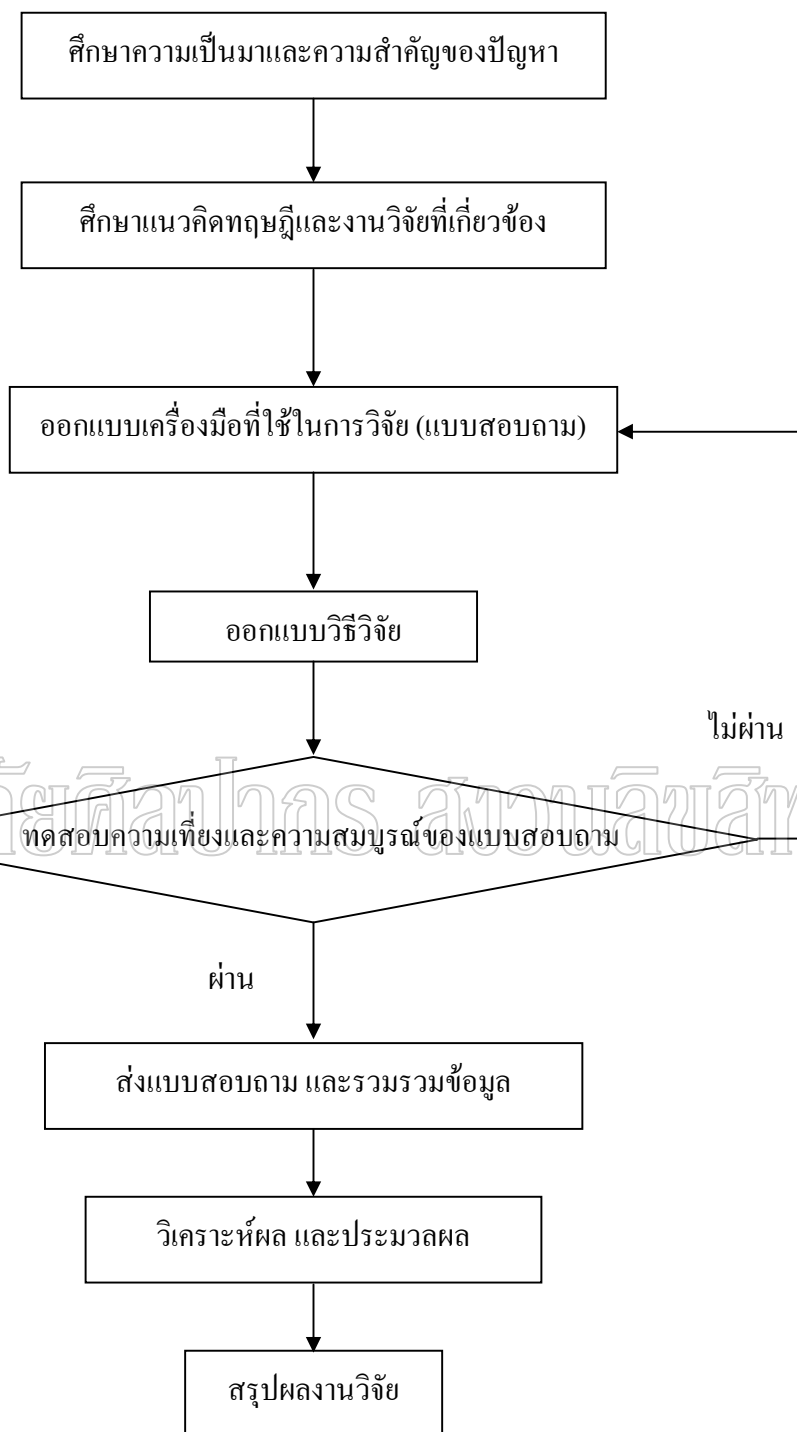 ศึกษาความเป็นมาและความสำคัญของปัญหา
ศึกษาแนวคิดทฤษฎีและงานวิจัยที่เกี่ยวข้อง
ออกแบบเครื่องมือที่ใช้ในการวิจัย (แบบสอบถาม)
ออกแบบวิธีวิจัย
ไม่ผ่าน
ทดสอบความเที่ยงและความสมบูรณ์ของแบบสอบถาม
ผ่าน
ส่งแบบสอบถาม และรวมรวมข้อมูล
วิเคราะห์ผล และประมวลผล
สรุปผลงานวิจัย